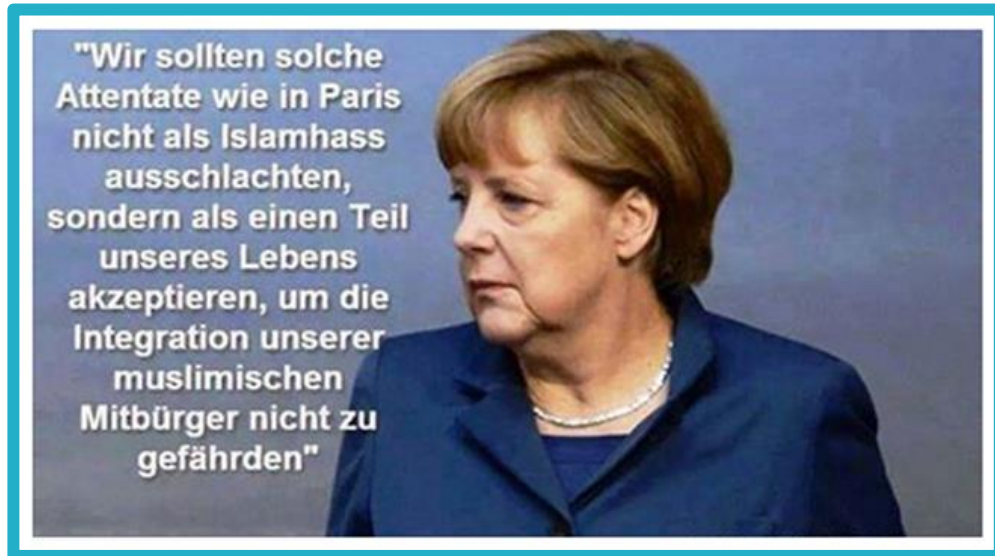 "Wir sollten solche
Attentate wie in Paris
nicht als Islamhass
ausschlachten,
sondern als einen Teil
unseres Lebens
akzeptieren, um die
Integration unserer
muslimischen
Mitbürger nicht zu
gefährden"